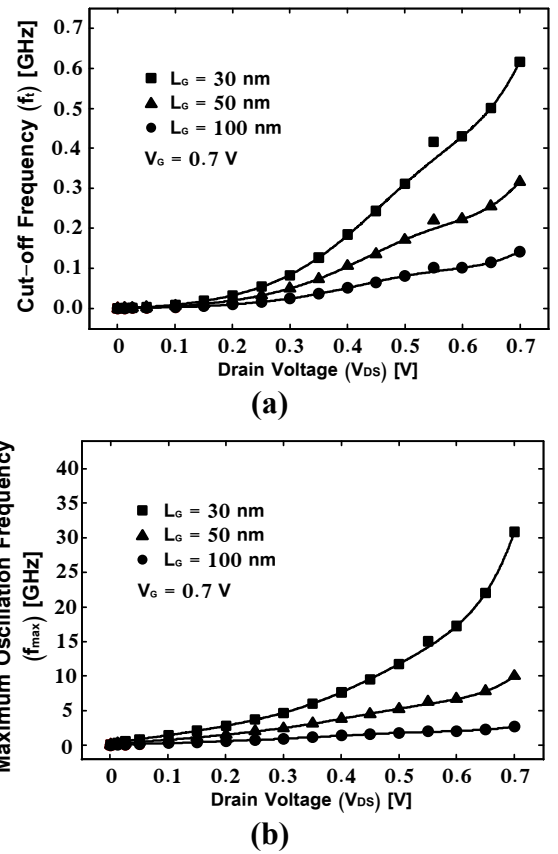 Cut-off Frequency (ft) [GHz]
0.7
0.6
0.5
0.4
0.3
0.2
0.1
0.0
LG = 30 nm
LG = 50 nm
LG = 100 nm
VG = 0.7 V
0 0.1 0.2 0.3 0.4 0.5 0.6 0.7
Drain Voltage (VDS) [V]
(a)
Maximum Oscillation Frequency
(fmax) [GHz]
40
35
30
25
20
15
10
5
0
LG = 30 nm
LG = 50 nm
LG = 100 nm
VG = 0.7 V
0 0.1 0.2 0.3 0.4 0.5 0.6 0.7
Drain Voltage (VDS) [V]
(b)